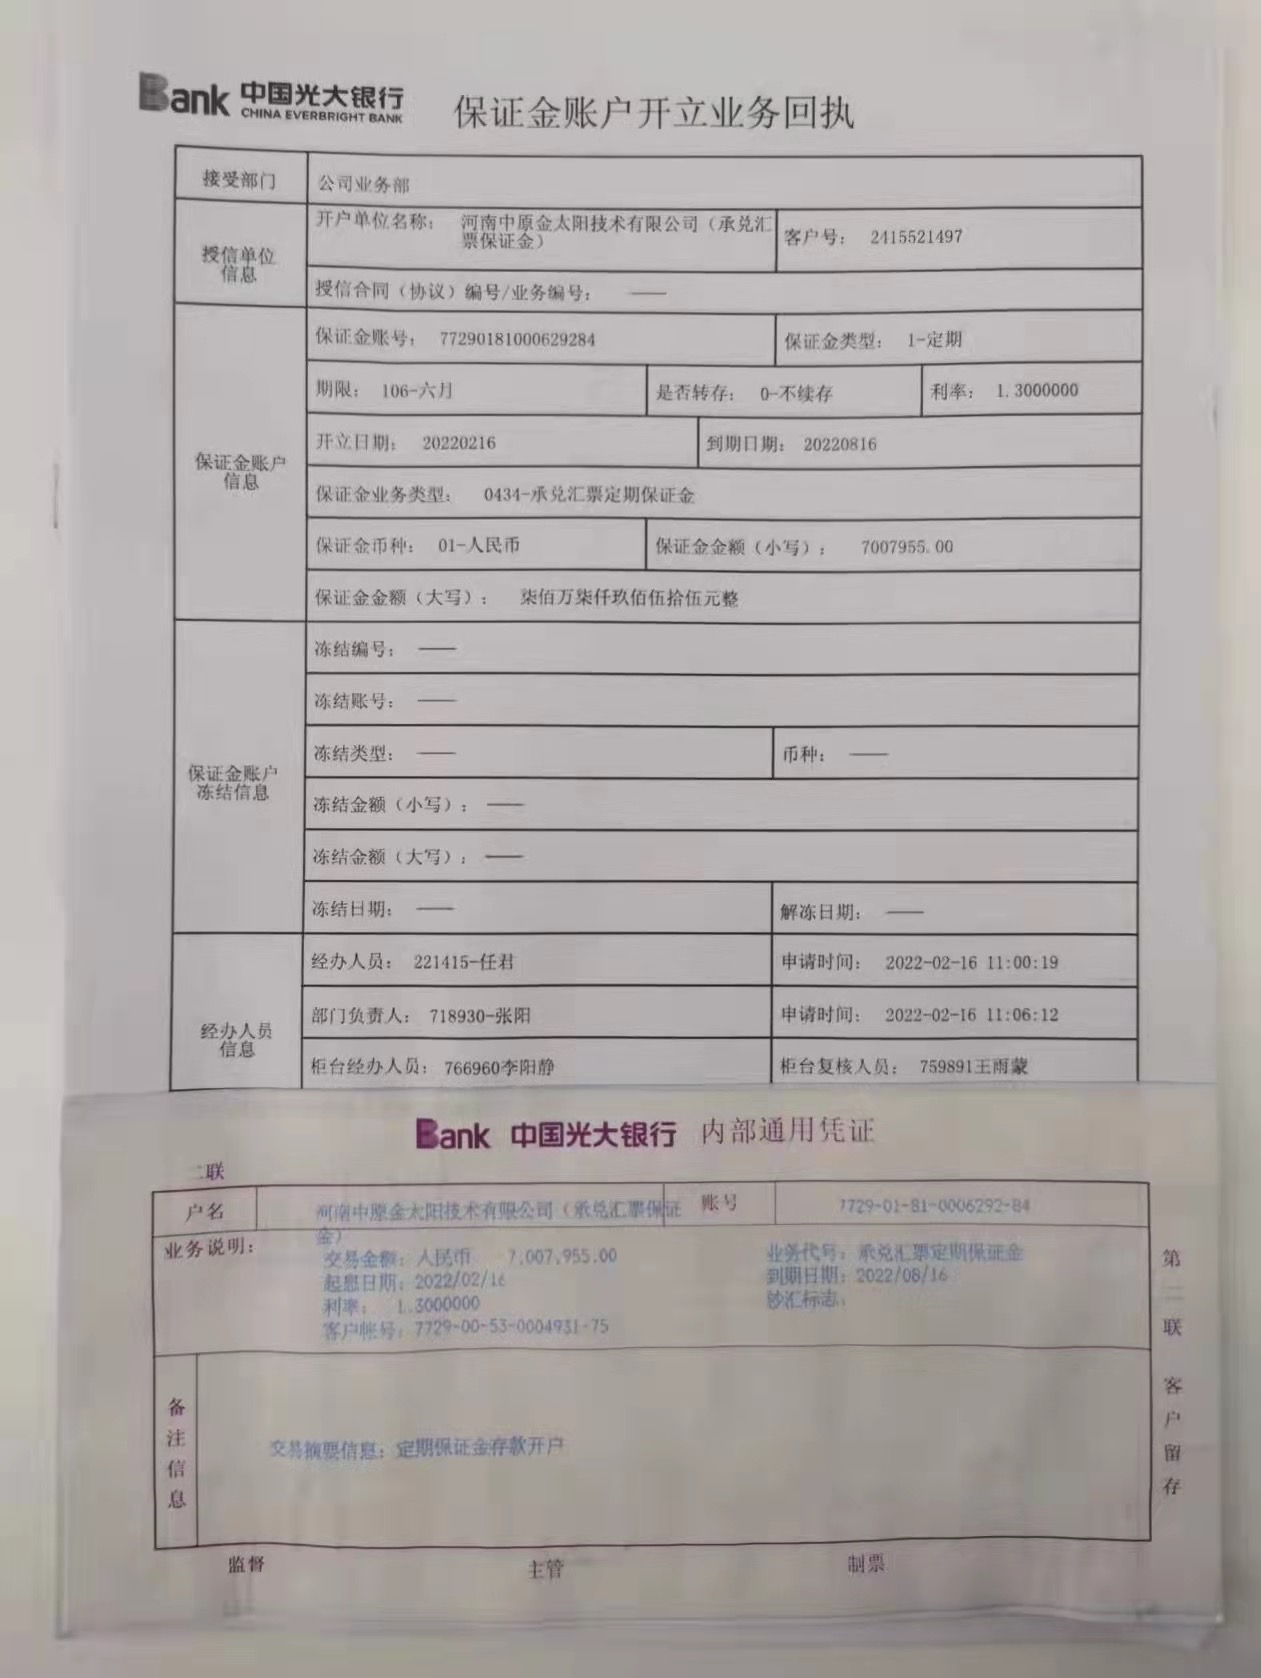 Bank 中国光大银行
CHINA EVERBRIGHT BANK
保证金账户开立业务回执
接受部门 公司业务部
授信单位信息
开户单位名称： 河南中原金太阳技术有限公司（承兑汇票保证金） 客户号： 2415521497
授信合同（协议）编号/业务编号： ——
保证金账户信息
保证金账号： 77290181000629284 保证金类型： 1-定期
期限： 106-六月 是否转存： 0-不续存 利率： 1.3000000
开立日期： 20220216 到期日期： 20220816
保证金业务类型： 0434-承兑汇票定期保证金
保证金币种： 01-人民币 保证金金额（小写）： 7007955.00
保证金金额（大写）： 柒佰万柒仟玖佰伍拾伍元整
保证金账户冻结信息
冻结编号： ——
冻结账号： ——
冻结类型： —— 币种： ——
冻结金额（小写）： ——
冻结金额（大写）： ——
冻结日期： —— 解冻日期： ——
经办人员信息
经办人员： 221415-任君 申请时间： 2022-02-16 11:00:19
部门负责人： 718930-张阳 申请时间： 2022-02-16 11:06:12
柜台经办人员： 766960李阳静 柜台复核人员： 759891王雨蒙
Bank 中国光大银行 内部通用凭证
二联
户名 河南中原金太阳技术有限公司（承兑汇票保证金） 账号 7729-01-81-0006292-84
业务说明：
交易金额：人民币 7,007,955.00 业务代号：承兑汇票定期保证金
起息日期：2022/02/16 到期日期：2022/08/16
利率： 1.3000000 钞汇标志：
客户帐号：7729-00-53-0004931-75
备注信息
交易摘要信息：定期保证金存款开户
第二联 客户留存
监督 主管 制票